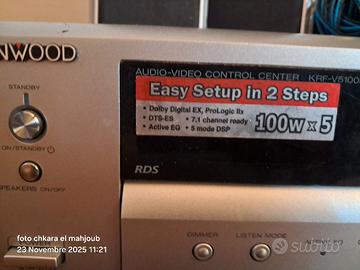 NWOOD
AUDIO-VIDEO CONTROL CENTER KRF-V5100
STANDBY
Easy Setup in 2 Steps
• Dolby Digital EX, ProLogic IIx
• DTS-ES • 7.1 channel ready
• Active EQ • 5 mode DSP
100W x 5
ON/STANDBY
RDS
SPEAKERS ON/OFF
foto chkara el mahjoub
23 Novembre 2025 11:21
DIMMER
LISTEN MODE
subito